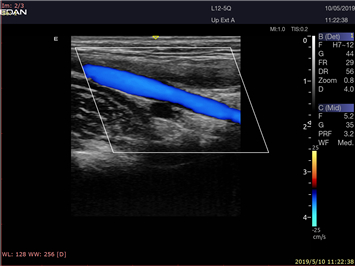 Im: 2/3
EDAN
L12-5Q
10/05/2019
Up Ext A
11:22:38
MI:1.0 TIS:0.2
E
0
1
2
3
4
B (Det) 1
F H7~12
G 44
FR 29
DR 56
Zoom 0.8
D 4.0
C (Mid)
F 5.2
G 35
PRF 3.2
WF Med.
25
-25
cm/s
WL: 128 WW: 256 [D]
2019/5/10 11:22:38